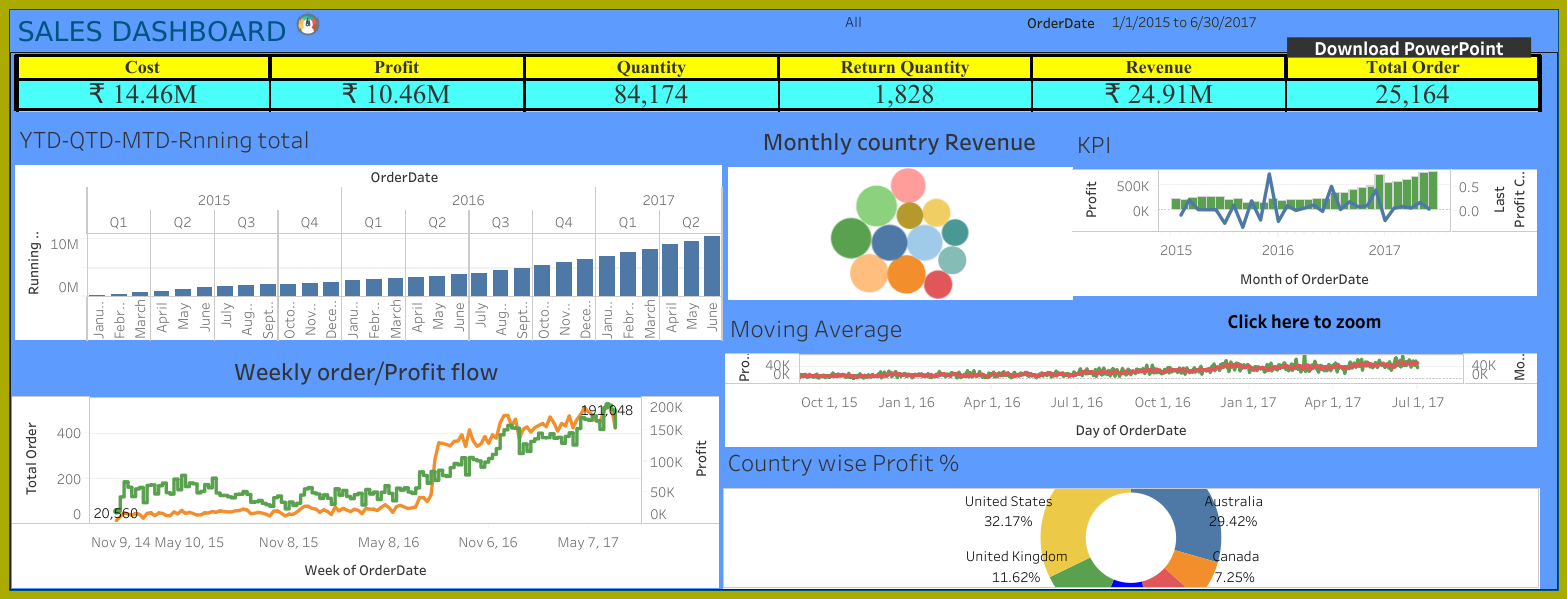 SALES DASHBOARD
All
OrderDate 1/1/2015 to 6/30/2017
Download PowerPoint
Cost Profit Quantity Return Quantity Revenue Total Order
₹ 14.46M ₹ 10.46M 84,174 1,828 ₹ 24.91M 25,164
YTD-QTD-MTD-Rnning total
OrderDate
2015 2016 2017
Q1 Q2 Q3 Q4 Q1 Q2 Q3 Q4 Q1 Q2
Running ..
10M
0M
Janu.. Febr.. March April May June July Aug.. Sept.. Octo.. Nov.. Dece.. Janu.. Febr.. March April May June July Aug.. Sept.. Octo.. Nov.. Dece.. Janu.. Febr.. March April May June
Monthly country Revenue
KPI
Profit
500K
0K
0.5
0.0
Last
Profit C..
2015 2016 2017
Month of OrderDate
Click here to zoom
Moving Average
Pro..
40K
0K
40K
0K
Mo..
Oct 1, 15 Jan 1, 16 Apr 1, 16 Jul 1, 16 Oct 1, 16 Jan 1, 17 Apr 1, 17 Jul 1, 17
Day of OrderDate
Weekly order/Profit flow
Total Order
400
200
0
20,560
191,048
200K
150K
100K
50K
0K
Profit
Nov 9, 14 May 10, 15 Nov 8, 15 May 8, 16 Nov 6, 16 May 7, 17
Week of OrderDate
Country wise Profit %
United States
32.17%
Australia
29.42%
United Kingdom
11.62%
Canada
7.25%